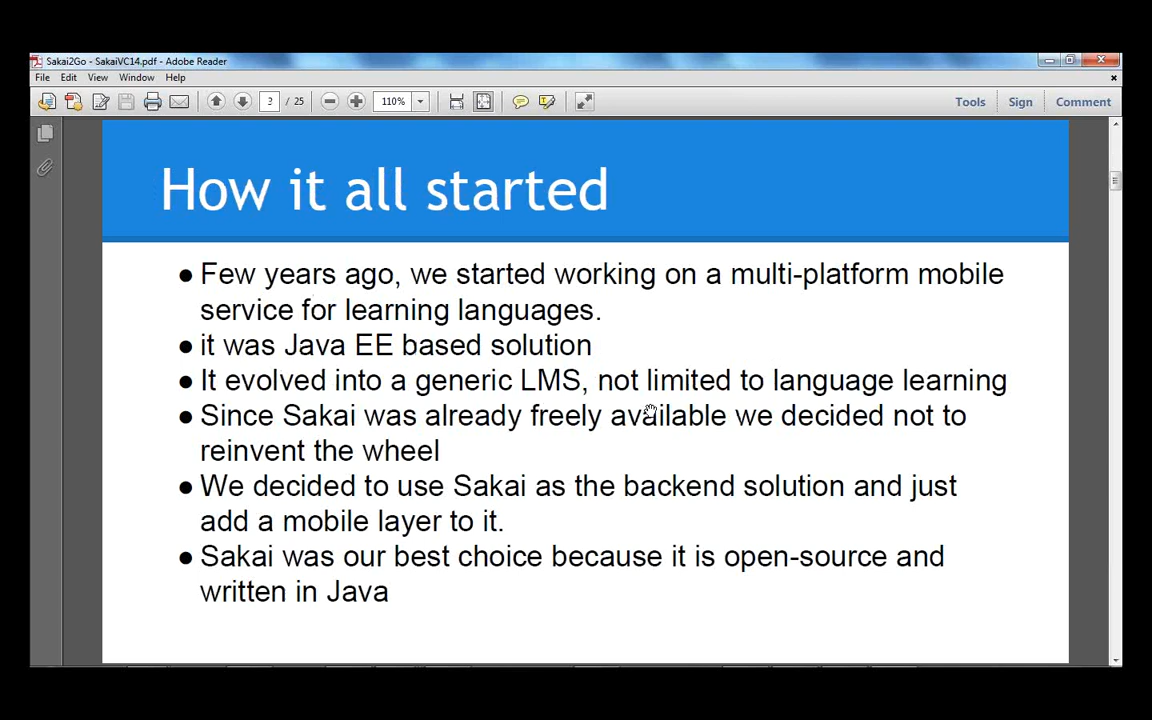 Sakai2Go - SakaiVC14.pdf - Adobe Reader
File Edit View Window Help
3 / 25 110% Tools Sign Comment
How it all started
● Few years ago, we started working on a multi-platform mobile
service for learning languages.
● it was Java EE based solution
● It evolved into a generic LMS, not limited to language learning
● Since Sakai was already freely available we decided not to
reinvent the wheel
● We decided to use Sakai as the backend solution and just
add a mobile layer to it.
● Sakai was our best choice because it is open-source and
written in Java